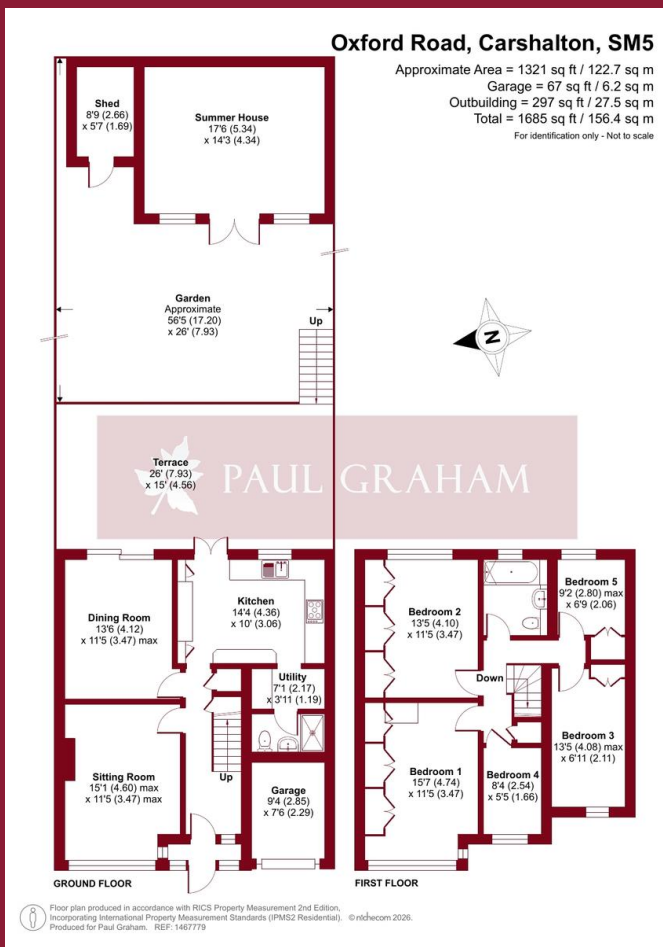 Oxford Road, Carshalton, SM5
Approximate Area = 1321 sq ft / 122.7 sq m
Garage = 67 sq ft / 6.2 sq m
Outbuilding = 297 sq ft / 27.5 sq m
Total = 1685 sq ft / 156.4 sq m
For identification only - Not to scale
Shed
8'9 (2.66)
x 5'7 (1.69)
Summer House
17'6 (5.34)
x 14'3 (4.34)
Garden
Approximate
56'5 (17.20)
x 26' (7.93)
Up
N
Terrace
26' (7.93)
x 15' (4.56)
PAUL GRAHAM
Dining Room
13'6 (4.12)
x 11'5 (3.47) max
Kitchen
14'4 (4.36)
x 10' (3.06)
Utility
7'1 (2.17)
x 3'11 (1.19)
Sitting Room
15'1 (4.60) max
x 11'5 (3.47) max
Up
Garage
9'4 (2.85)
x 7'6 (2.29)
GROUND FLOOR
Bedroom 2
13'5 (4.10)
x 11'5 (3.47)
Bedroom 5
9'2 (2.80) max
x 6'9 (2.06)
Down
Bedroom 3
13'5 (4.08) max
x 6'11 (2.11)
Bedroom 1
15'7 (4.74)
x 11'5 (3.47)
Bedroom 4
8'4 (2.54)
x 5'5 (1.66)
FIRST FLOOR
Floor plan produced in accordance with RICS Property Measurement 2nd Edition,
Incorporating International Property Measurement Standards (IPMS2 Residential). © nichecom 2026.
Produced for Paul Graham. REF: 1467779